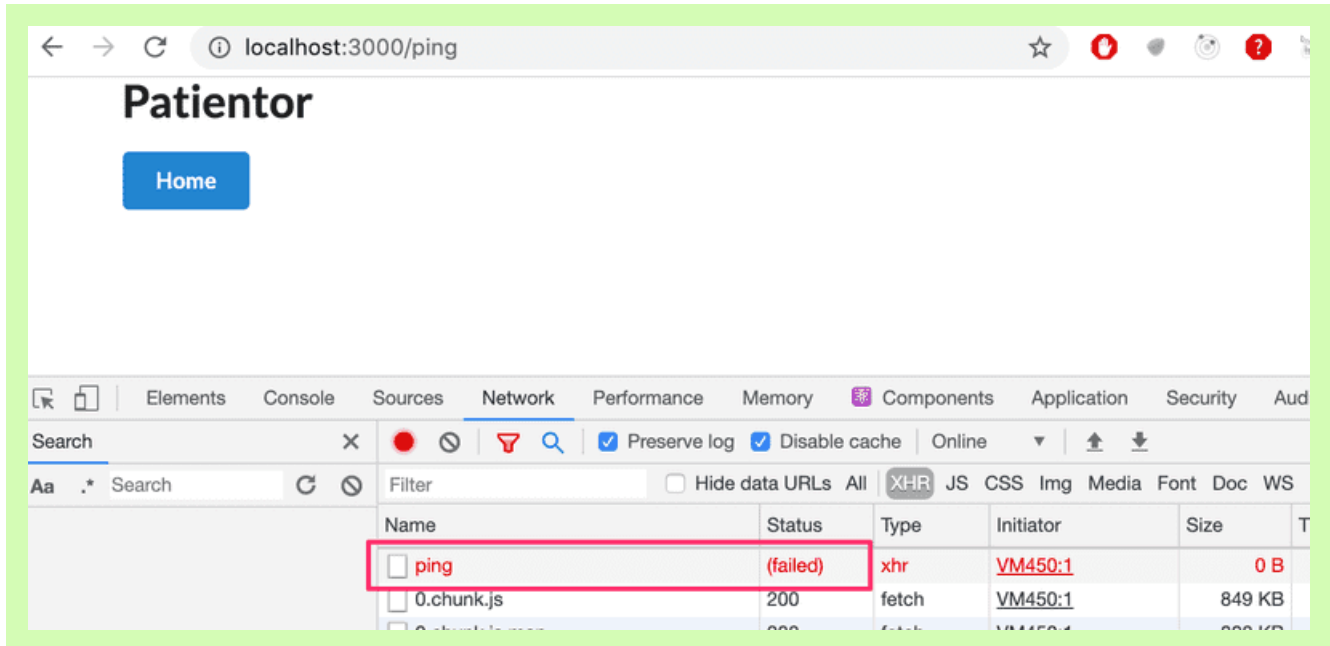 localhost:3000/ping
Patientor
Home
Elements Console Sources Network Performance Memory Components Application Security Aud
Search Preserve log Disable cache Online
Aa .* Search Filter Hide data URLs All XHR JS CSS Img Media Font Doc WS
Name Status Type Initiator Size T
ping (failed) xhr VM450:1 0 B
0.chunk.js 200 fetch VM450:1 849 KB